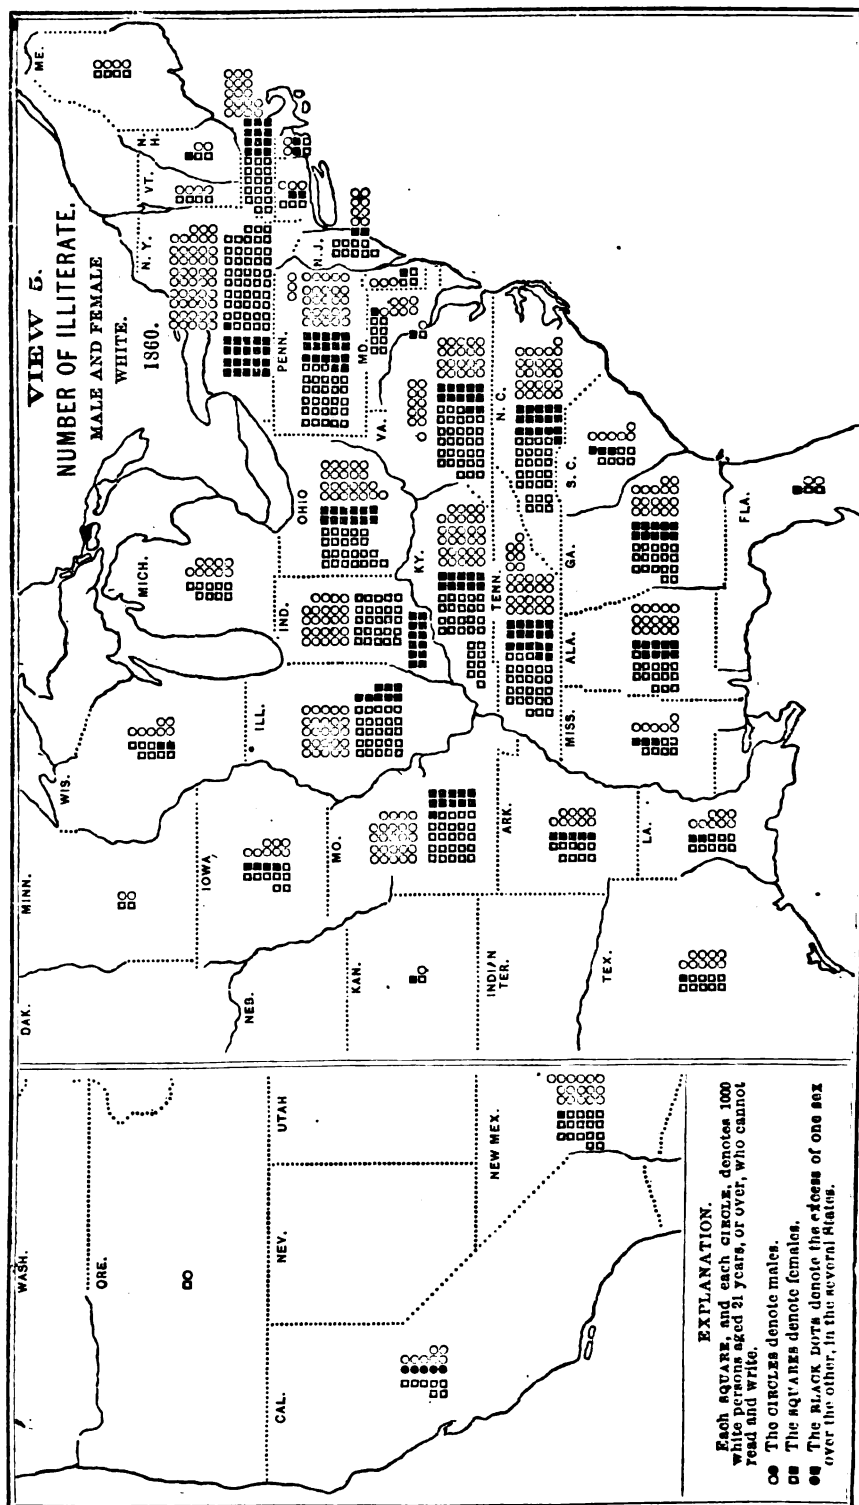 VIEW 5.
NUMBER OF ILLITERATE.
MALE AND FEMALE
WHITE.
1860.
WASH.
ORE.
CAL.
NEV.
UTAH
NEW MEX.
DAK.
MINN.
WIS.
MICH.
NEB.
IOWA
ILL.
IND.
OHIO
KAN.
MO.
KY.
VA.
MD.
PENN.
N.J.
N.Y.
VT.
N.
H.
ME.
INDIAN
TER.
ARK.
TENN.
N.C.
S.C.
TEX.
LA.
MISS.
ALA.
GA.
FLA.
EXPLANATION.
Each SQUARE, and each CIRCLE, denotes 1000
white persons aged 21 years, or over, who cannot
read and write.
The CIRCLES denote males.
The SQUARES denote females.
The BLACK DOTS denote the excess of one sex
over the other, in the several States.